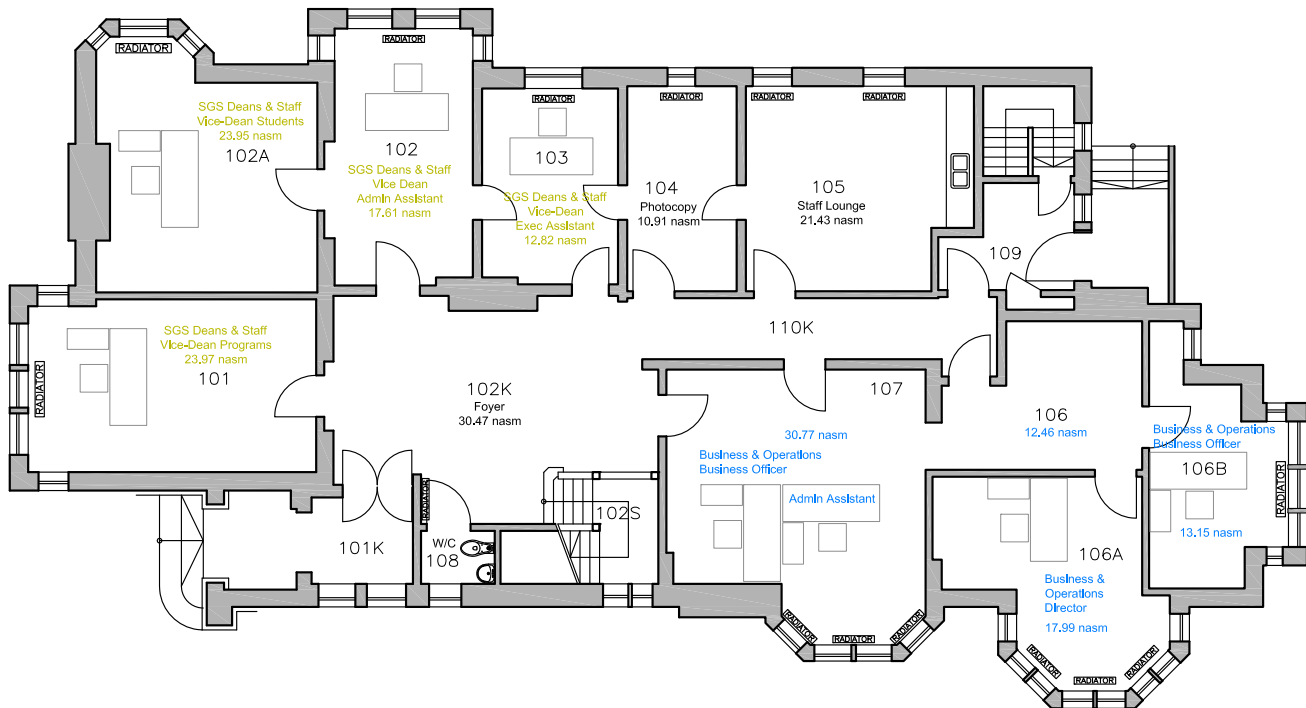 RADIATOR
SGS Deans & Staff
Vice-Dean Students
23.95 nasm
102A
RADIATOR
102
SGS Deans & Staff
Vice Dean
Admin Assistant
17.61 nasm
RADIATOR
103
SGS Deans & Staff
Vice-Dean
Exec Assistant
12.82 nasm
RADIATOR
104
Photocopy
10.91 nasm
RADIATOR
RADIATOR
105
Staff Lounge
21.43 nasm
109
110K
SGS Deans & Staff
Vice-Dean Programs
23.97 nasm
101
RADIATOR
102K
Foyer
30.47 nasm
107
30.77 nasm
Business & Operations
Business Officer
Admin Assistant
106
12.46 nasm
Business & Operations
Business Officer
106B
13.15 nasm
RADIATOR
RADIATOR
W/C
108
102S
101K
106A
Business &
Operations
Director
17.99 nasm
RADIATOR
RADIATOR
RADIATOR
RADIATOR
RADIATOR
RADIATOR